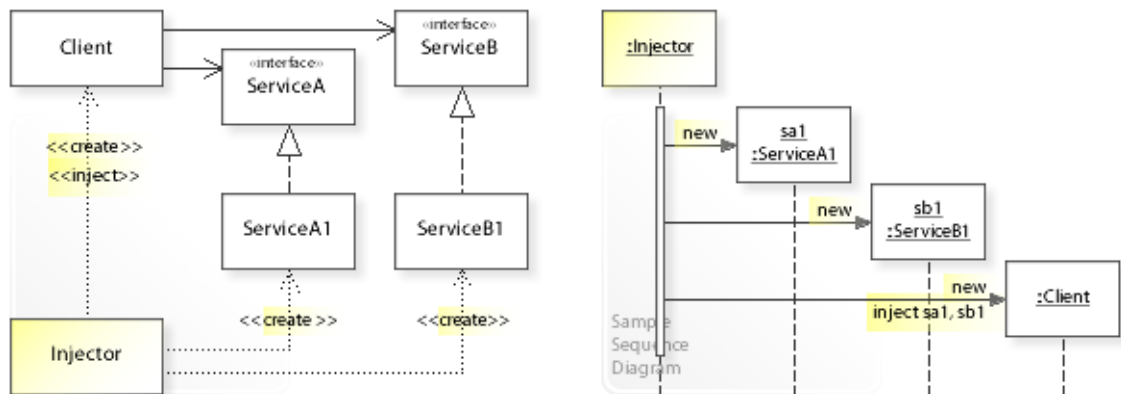 Client
«interface»
ServiceA
«interface»
ServiceB
<<create>>
<<inject>>
ServiceA1
ServiceB1
<<create >>
<<create>>
Injector
:Injector
new
sa1
:ServiceA1
new
sb1
:ServiceB1
new
inject sa1, sb1
:Client
Sample
Sequence
Diagram